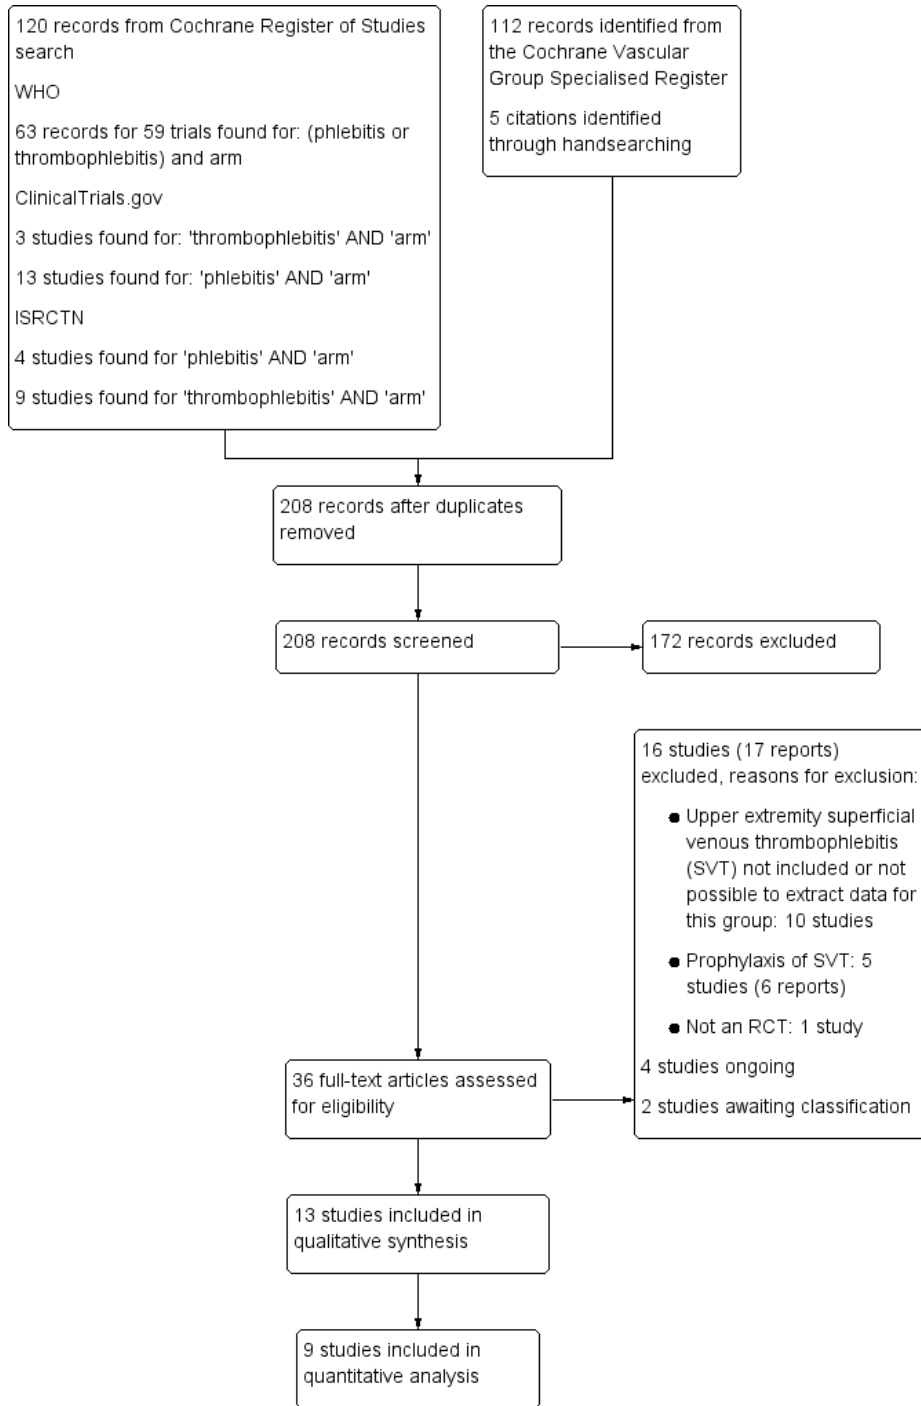 120 records from Cochrane Register of Studies
search
WHO
63 records for 59 trials found for: (phlebitis or
thrombophlebitis) and arm
ClinicalTrials.gov
3 studies found for: 'thrombophlebitis' AND 'arm'
13 studies found for: 'phlebitis' AND 'arm'
ISRCTN
4 studies found for 'phlebitis' AND 'arm'
9 studies found for 'thrombophlebitis' AND 'arm'
112 records identified from
the Cochrane Vascular
Group Specialised Register
5 citations identified
through handsearching
208 records after duplicates
removed
208 records screened
172 records excluded
16 studies (17 reports)
excluded, reasons for exclusion:
● Upper extremity superficial
venous thrombophlebitis
(SVT) not included or not
possible to extract data for
this group: 10 studies
● Prophylaxis of SVT: 5
studies (6 reports)
● Not an RCT: 1 study
4 studies ongoing
2 studies awaiting classification
36 full-text articles assessed
for eligibility
13 studies included in
qualitative synthesis
9 studies included in
quantitative analysis